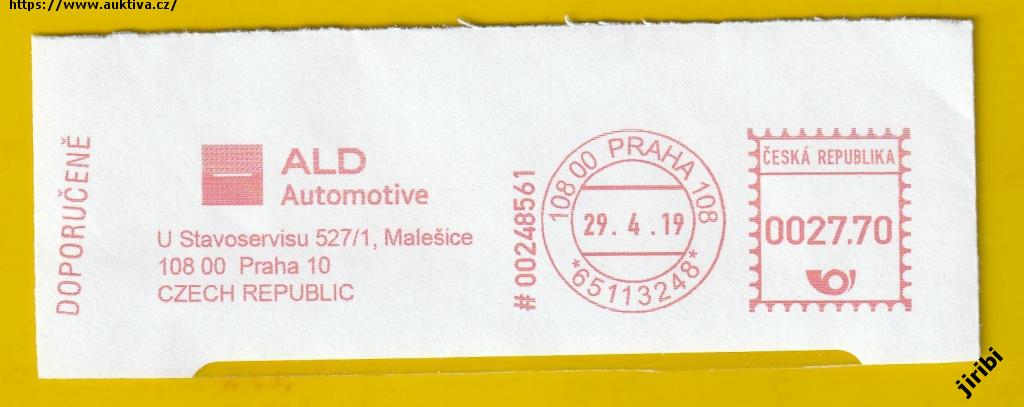 https://www.auktiva.cz/
DOPORUČENĚ
ALD
Automotive
U Stavoservisu 527/1, Malešice
108 00 Praha 10
CZECH REPUBLIC
# 00248561
108 00 PRAHA 108
29. 4 .19
*65113248*
ČESKÁ REPUBLIKA
0027.70
jiribi